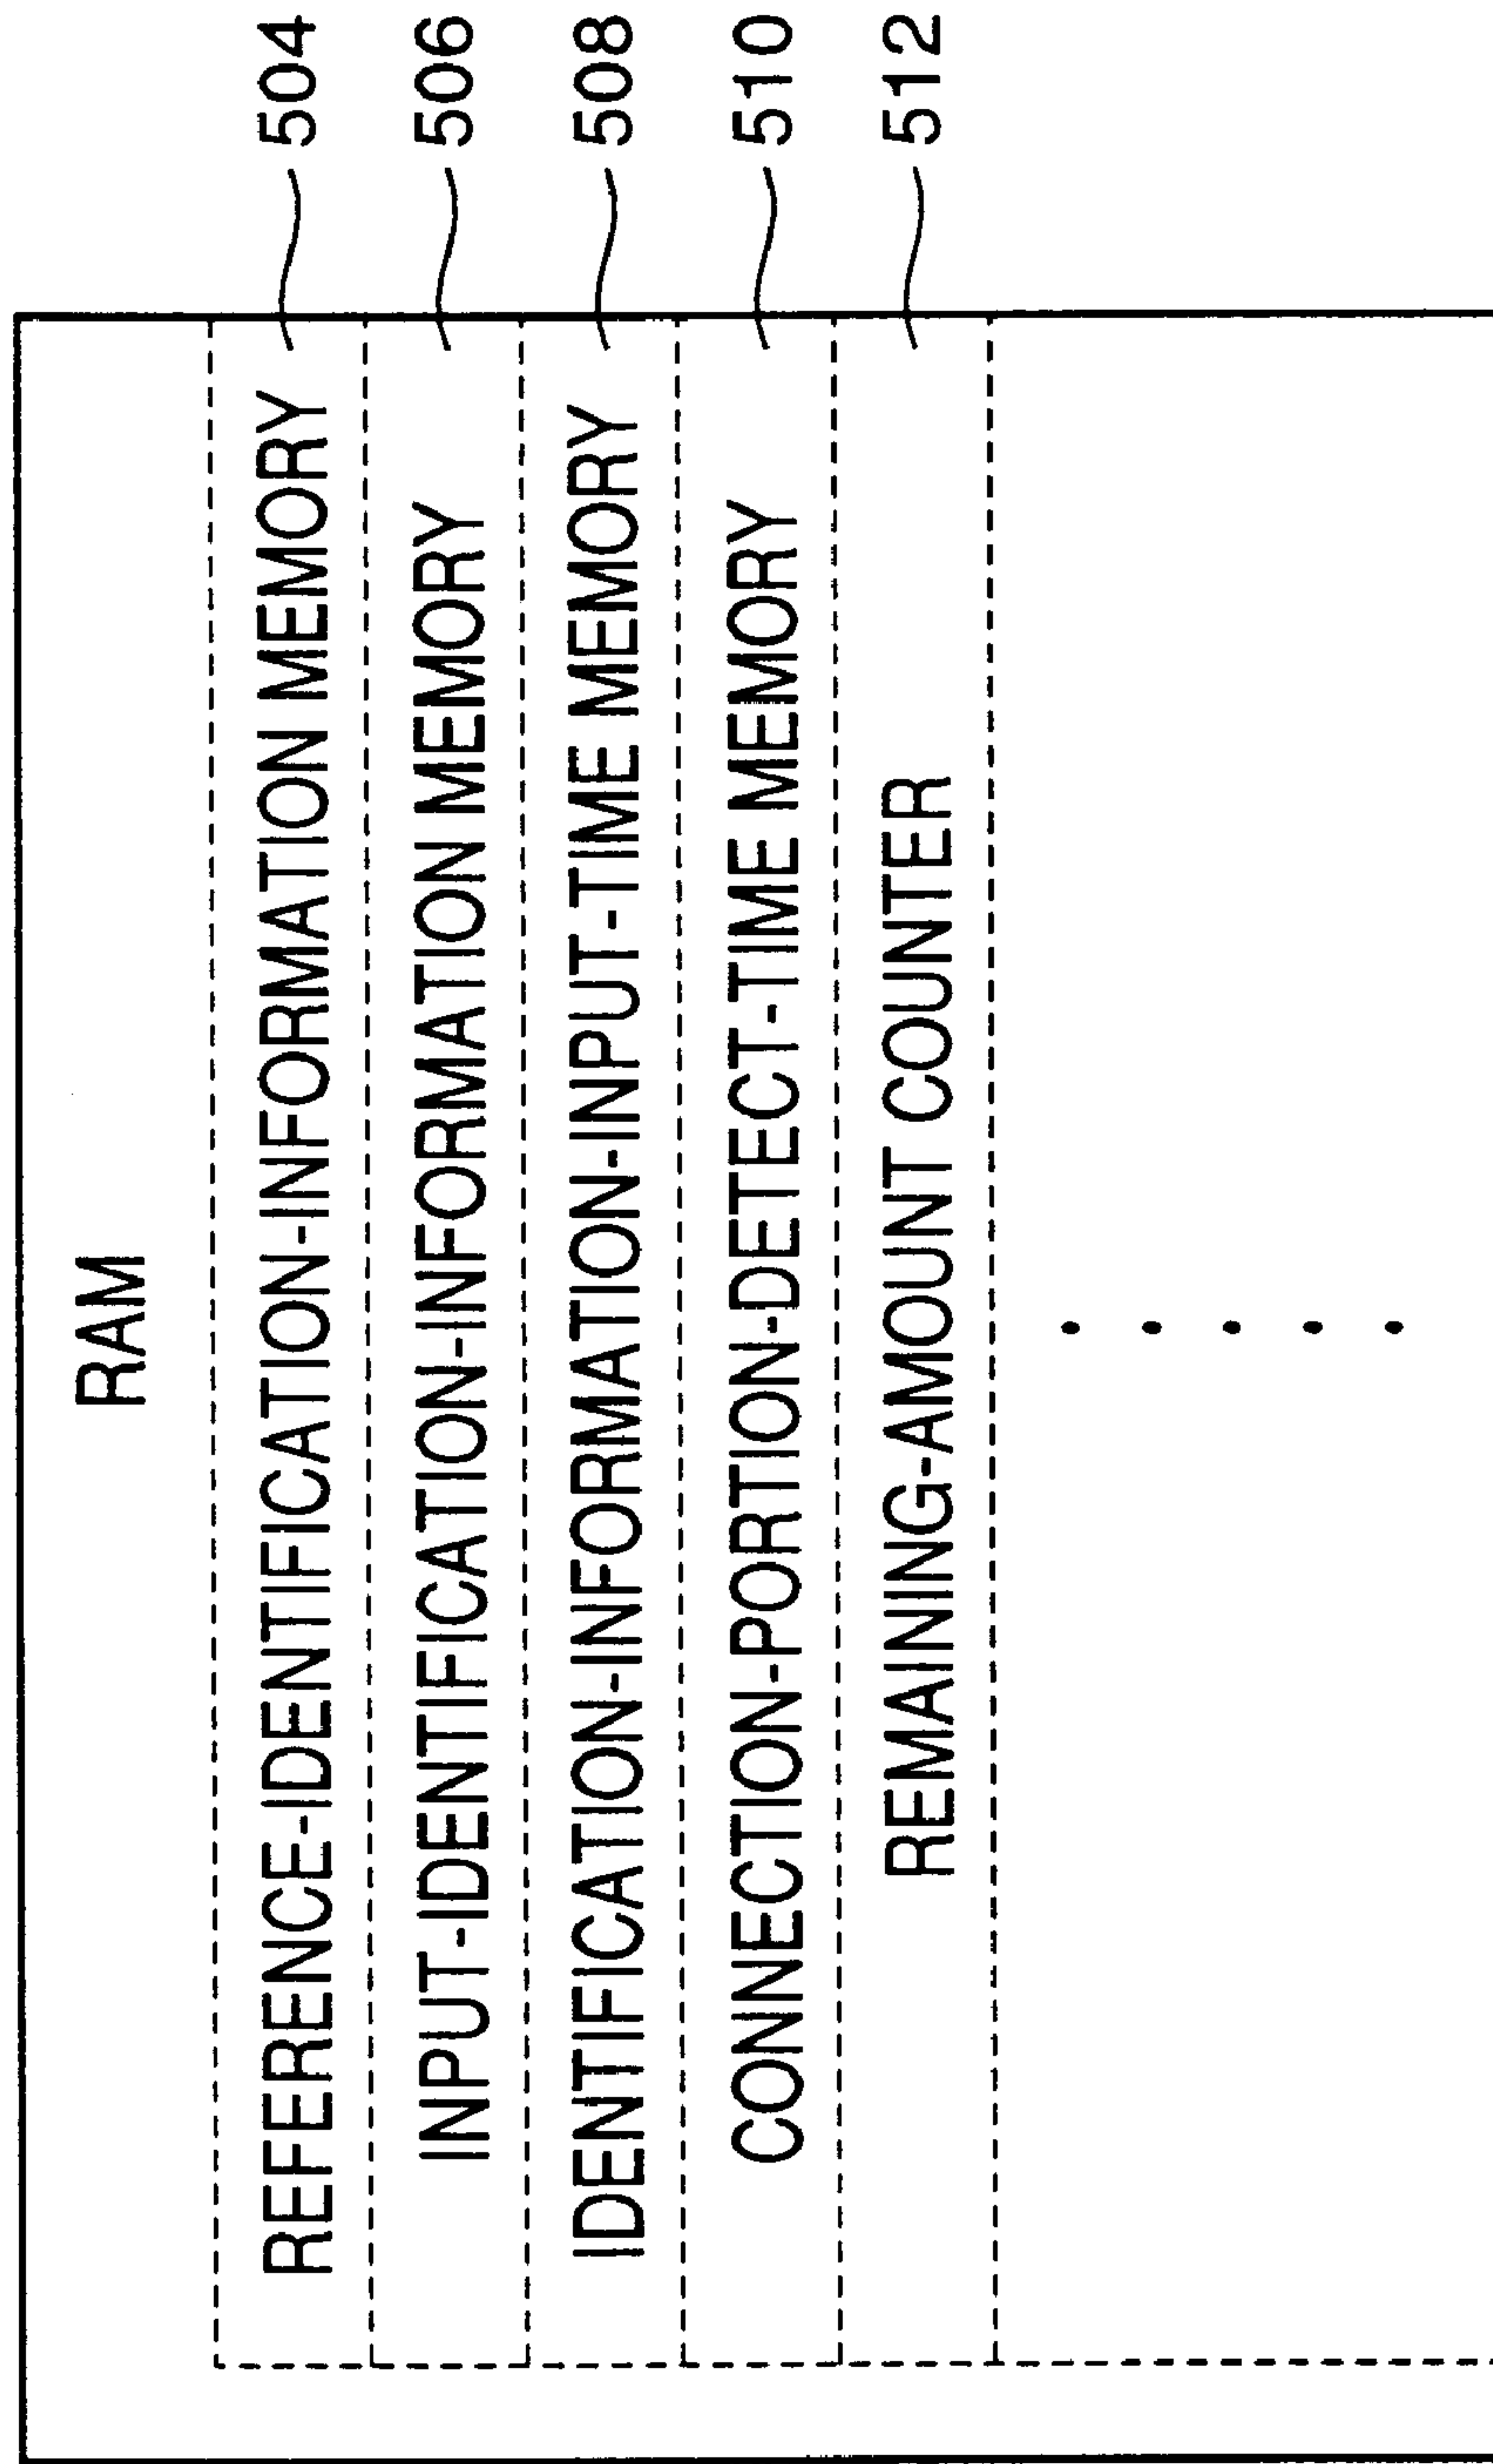 RAM
REFERENCE-IDENTIFICATION-INFORMATION MEMORY 504
INPUT-IDENTIFICATION-INFORMATION MEMORY 506
IDENTIFICATION-INFORMATION-INPUT-TIME MEMORY 508
CONNECTION-PORTION-DETECT-TIME MEMORY 510
REMAINING-AMOUNT COUNTER 512